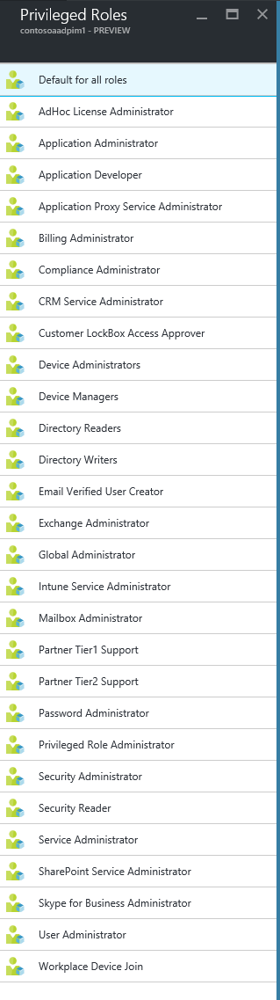 Privileged Roles
contosoaadpim1 - PREVIEW
Default for all roles
AdHoc License Administrator
Application Administrator
Application Developer
Application Proxy Service Administrator
Billing Administrator
Compliance Administrator
CRM Service Administrator
Customer LockBox Access Approver
Device Administrators
Device Managers
Directory Readers
Directory Writers
Email Verified User Creator
Exchange Administrator
Global Administrator
Intune Service Administrator
Mailbox Administrator
Partner Tier1 Support
Partner Tier2 Support
Password Administrator
Privileged Role Administrator
Security Administrator
Security Reader
Service Administrator
SharePoint Service Administrator
Skype for Business Administrator
User Administrator
Workplace Device Join